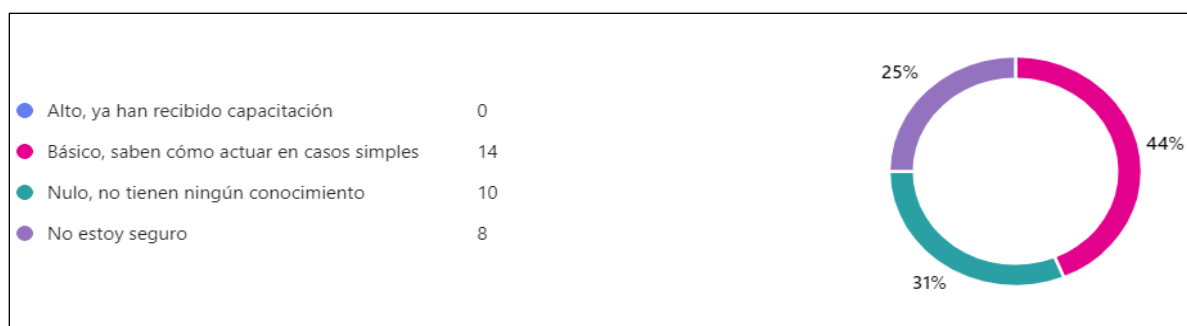 Alto, ya han recibido capacitación 0
Básico, saben cómo actuar en casos simples 14
Nulo, no tienen ningún conocimiento 10
No estoy seguro 8
25%
44%
31%